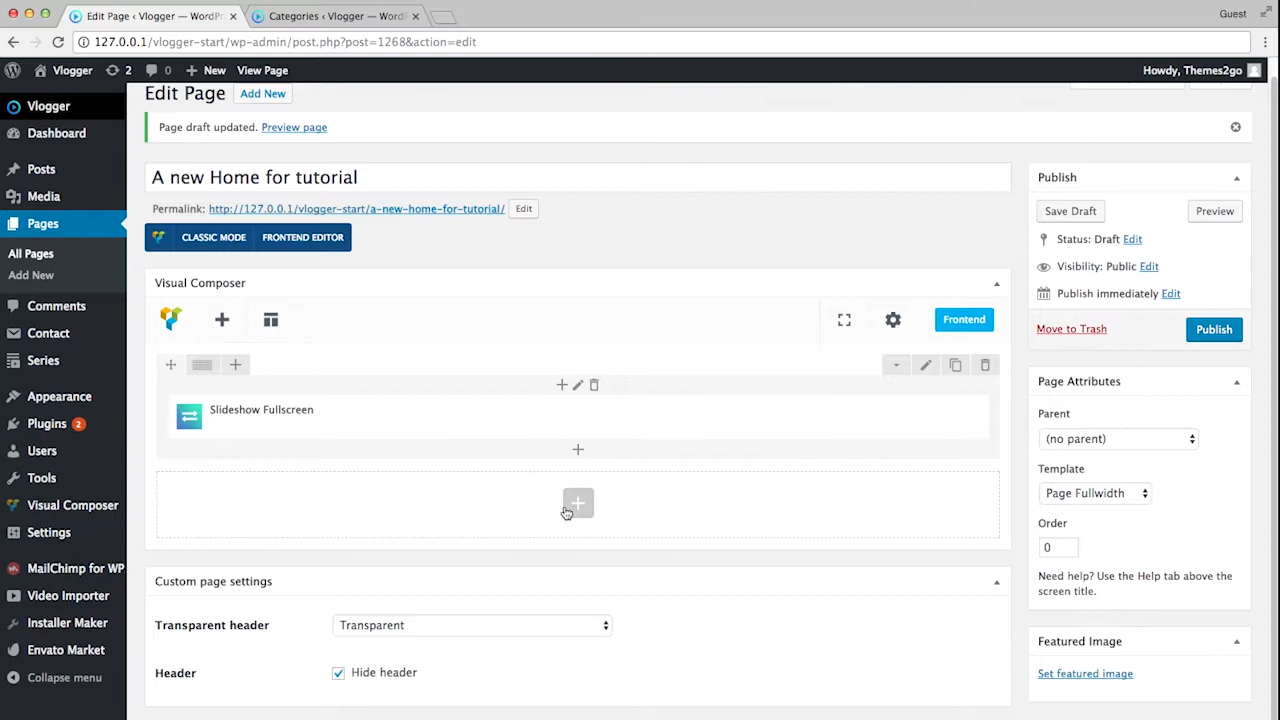 Edit Page ‹ Vlogger — WordPr
Categories ‹ Vlogger — WordP
Guest
127.0.0.1/vlogger-start/wp-admin/post.php?post=1268&action=edit
Vlogger
2
0
New
View Page
Howdy, Themes2go
Vlogger
Dashboard
Posts
Media
Pages
All Pages
Add New
Comments
Contact
Series
Appearance
Plugins 2
Users
Tools
Visual Composer
Settings
MailChimp for WP
Video Importer
Installer Maker
Envato Market
Collapse menu
Edit Page
Add New
Page draft updated. Preview page
A new Home for tutorial
Permalink: http://127.0.0.1/vlogger-start/a-new-home-for-tutorial/ Edit
CLASSIC MODE
FRONTEND EDITOR
Visual Composer
Frontend
Slideshow Fullscreen
Custom page settings
Transparent header
Transparent
Header
Hide header
Publish
Save Draft
Preview
Status: Draft Edit
Visibility: Public Edit
Publish immediately Edit
Move to Trash
Publish
Page Attributes
Parent
(no parent)
Template
Page Fullwidth
Order
0
Need help? Use the Help tab above the
screen title.
Featured Image
Set featured image